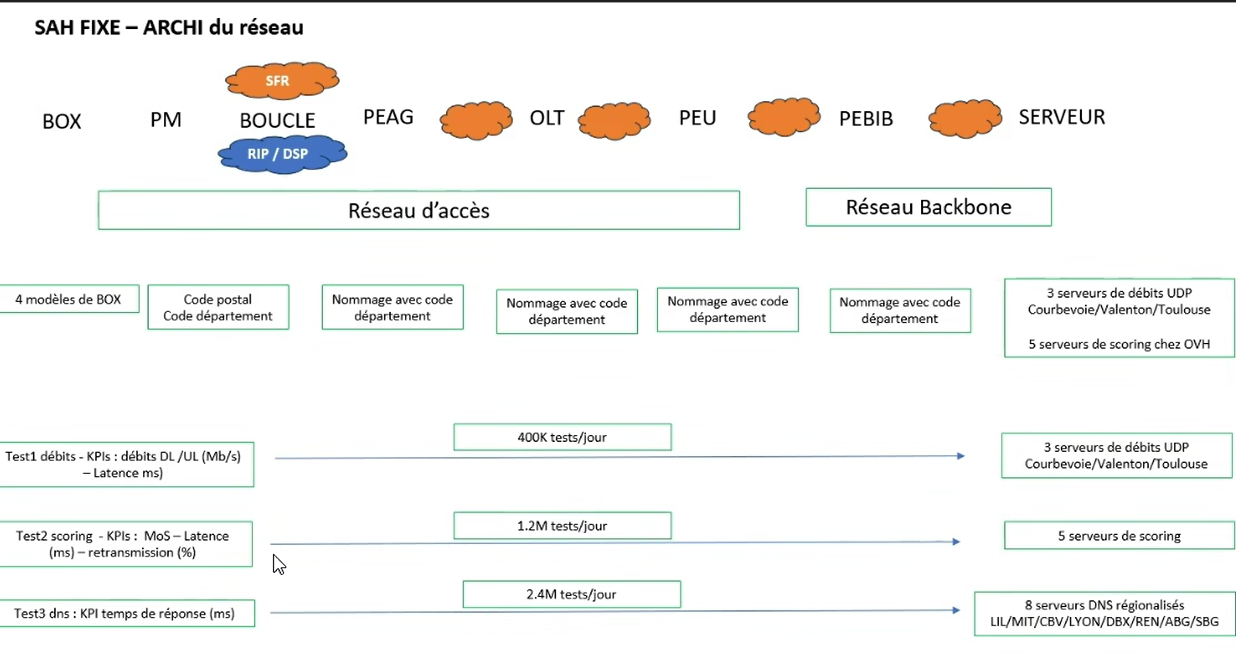 SAH FIXE – ARCHI du réseau
SFR
BOX
PM
BOUCLE
PEAG
OLT
PEU
PEBIB
SERVEUR
RIP / DSP
Réseau d'accès
Réseau Backbone
4 modèles de BOX
Code postal
Code département
Nommage avec code
département
Nommage avec code
département
Nommage avec code
département
Nommage avec code
département
3 serveurs de débits UDP
Courbevoie/Valenton/Toulouse
5 serveurs de scoring chez OVH
Test1 débits - KPIs : débits DL /UL (Mb/s)
– Latence ms)
400K tests/jour
3 serveurs de débits UDP
Courbevoie/Valenton/Toulouse
Test2 scoring - KPIs : MoS – Latence
(ms) – retransmission (%)
1.2M tests/jour
5 serveurs de scoring
Test3 dns : KPI temps de réponse (ms)
2.4M tests/jour
8 serveurs DNS régionalisés
LIL/MIT/CBV/LYON/DBX/REN/ABG/SBG